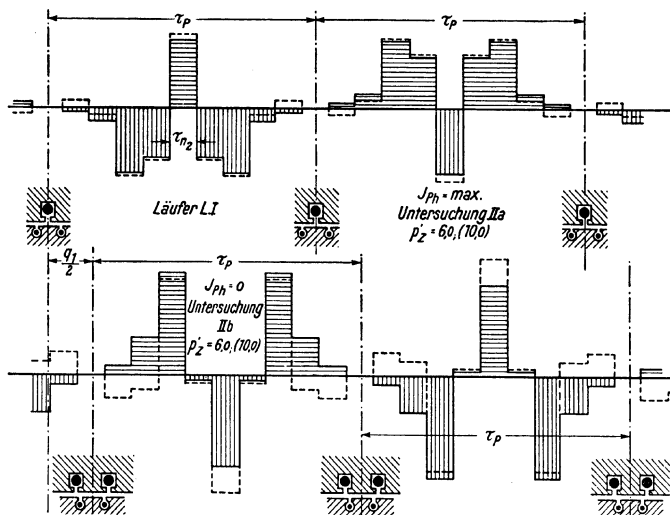 τp τp
τn2
Läufer L.I
JPh = max.
Untersuchung IIa
p'Z = 6,0, (10,0)
q1/2
τp
JPh = 0
Untersuchung
IIb
p'Z = 6,0, (10,0)
τp